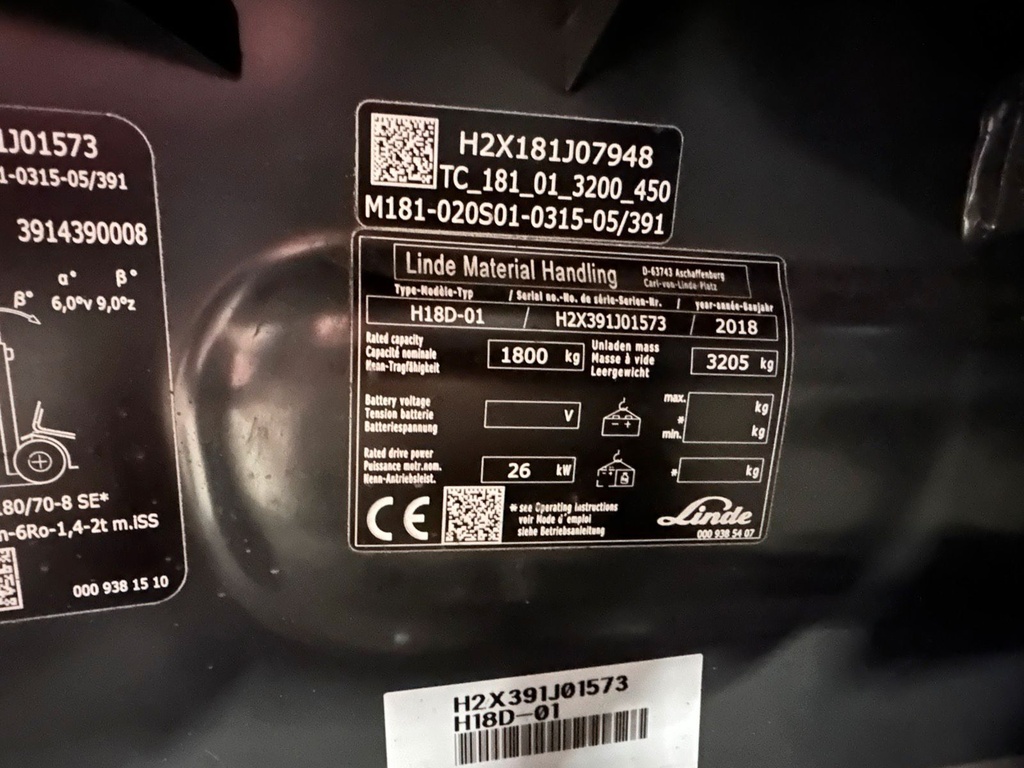 1J01573
1-0315-05/391
3914390008
α° β°
β° 6,0°v 9,0°z
180/70-8 SE*
n-6Ro-1,4-2t m.iSS
000 938 15 10
H2X181J07948
TC_181_01_3200_450
M181-020S01-0315-05/391
Linde Material Handling D-63743 Aschaffenburg
Carl-von-Linde-Platz
Type-Modèle-Typ / Serial no.-No. de série-Serien-Nr. / year-année-Baujahr
H18D-01 / H2X391J01573 / 2018
Rated capacity
Capacité nominale
Nenn-Tragfähigkeit
1800 kg
Unladen mass
Masse à vide
Leergewicht
3205 kg
Battery voltage
Tension batterie
Batteriespannung
V
- +
max. kg
*
min. kg
Rated drive power
Puissance motr.nom.
Nenn-Antriebsleist.
26 kW
* kg
CE
* see Operating Instructions
voir Mode d'emploi
siehe Betriebsanleitung
Linde
000 938 54 07
H2X391J01573
H18D-01